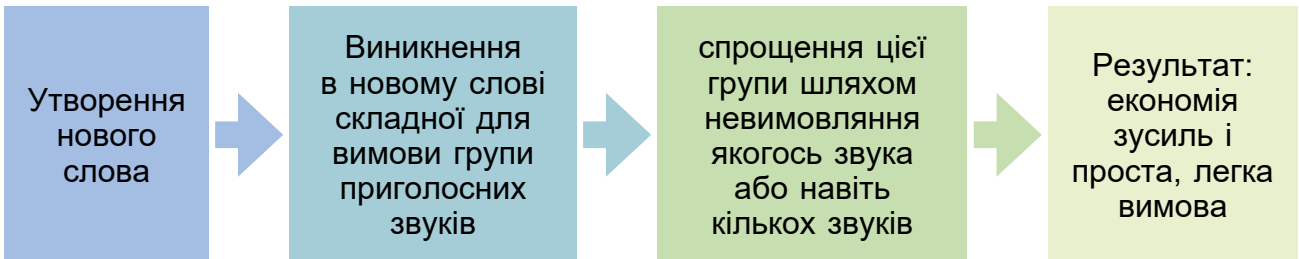 Утворення
нового
слова
Виникнення
в новому слові
складної для
вимови групи
приголосних
звуків
спрощення цієї
групи шляхом
невимовляння
якогось звука
або навіть
кількох звуків
Результат:
економія
зусиль і
проста, легка
вимова